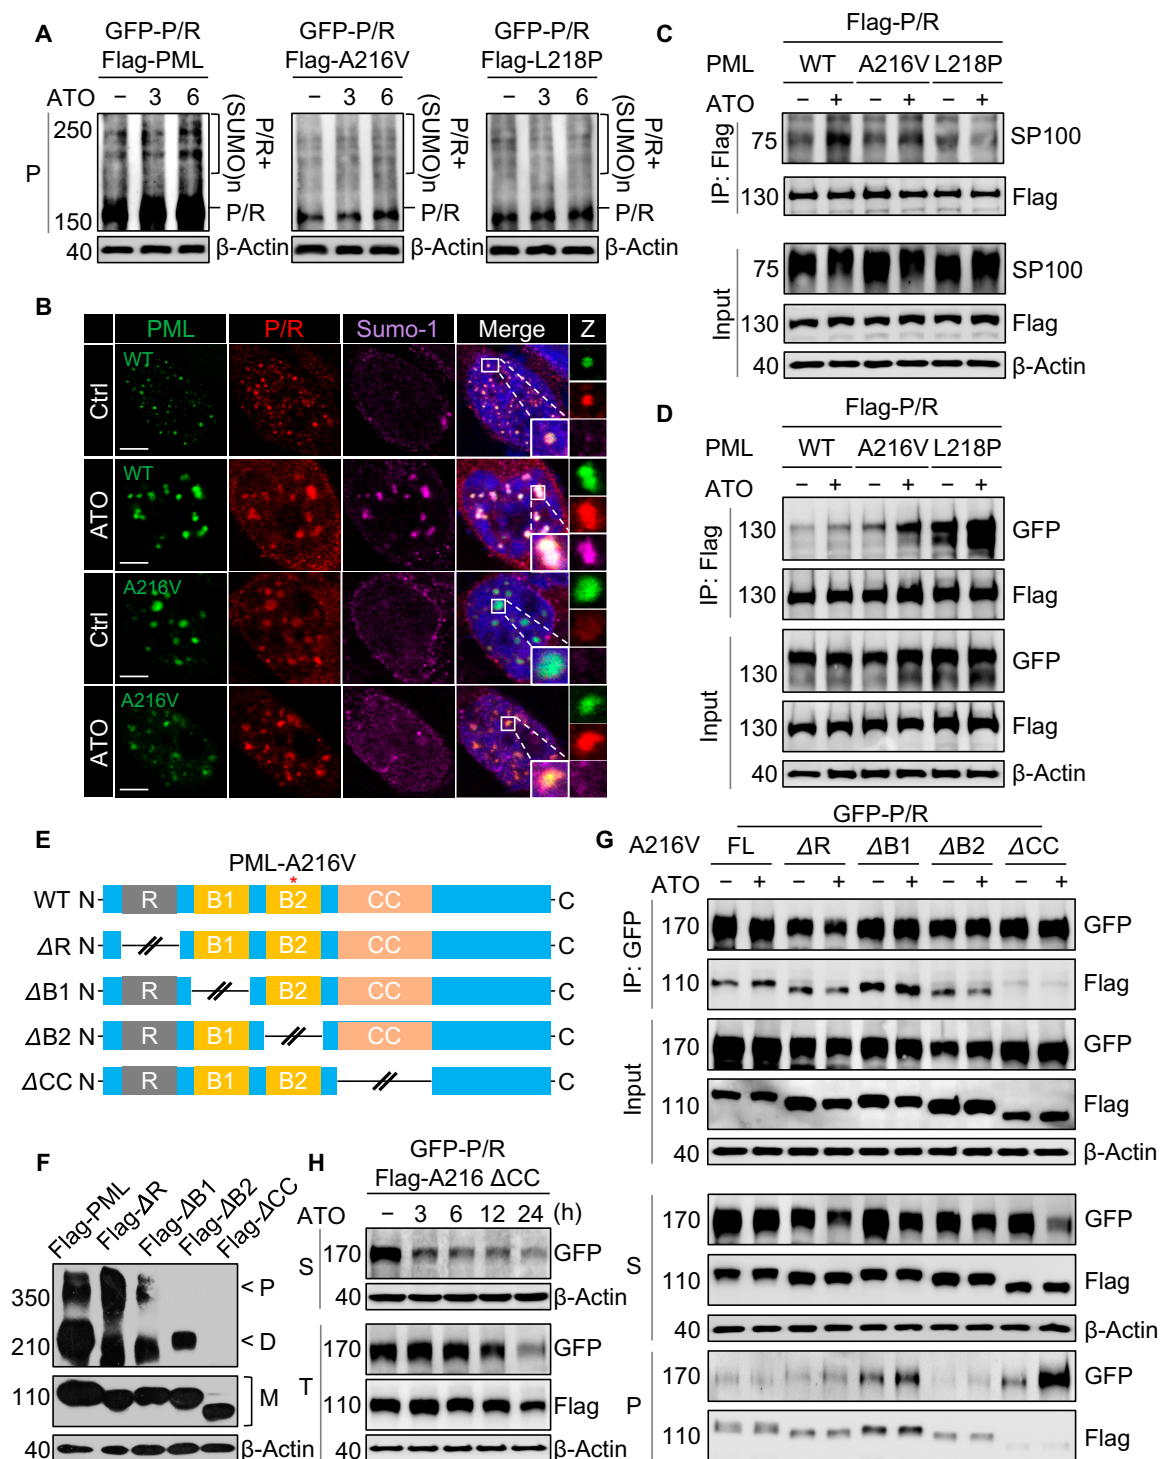 A
GFP-P/R
Flag-PML
GFP-P/R
Flag-A216V
GFP-P/R
Flag-L218P
ATO – 3 6 – 3 6 – 3 6
P
250
150
40
P/R+
(SUMO)n
P/R
β-Actin
P/R+
(SUMO)n
P/R
β-Actin
P/R+
(SUMO)n
P/R
β-Actin
B
PML P/R Sumo-1 Merge Z
Ctrl WT
ATO WT
Ctrl A216V
ATO A216V
C
Flag-P/R
PML WT A216V L218P
ATO – + – + – +
IP: Flag
75 SP100
130 Flag
Input
75 SP100
130 Flag
40 β-Actin
D
Flag-P/R
PML WT A216V L218P
ATO – + – + – +
IP: Flag
130 GFP
130 Flag
Input
130 GFP
130 Flag
40 β-Actin
E
PML-A216V
*
WT N R B1 B2 CC C
ΔR N B1 B2 CC C
ΔB1 N R B2 CC C
ΔB2 N R B1 CC C
ΔCC N R B1 B2 C
F
Flag-PML
Flag-ΔR
Flag-ΔB1
Flag-ΔB2
Flag-ΔCC
350 < P
210 < D
110 M
40 β-Actin
G
GFP-P/R
A216V FL ΔR ΔB1 ΔB2 ΔCC
ATO – + – + – + – + – +
IP: GFP
170 GFP
110 Flag
Input
170 GFP
110 Flag
40 β-Actin
S
170 GFP
110 Flag
40 β-Actin
P
170 GFP
110 Flag
H
GFP-P/R
Flag-A216 ΔCC
ATO – 3 6 12 24 (h)
S
170 GFP
40 β-Actin
T
170 GFP
110 Flag
40 β-Actin